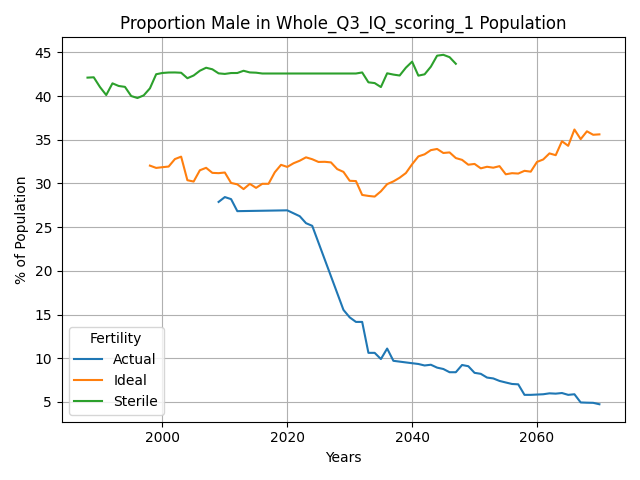 Proportion Male in Whole_Q3_IQ_scoring_1 Population
% of Population
45
40
35
30
25
20
15
10
5
Fertility
Actual
Ideal
Sterile
2000 2020 2040 2060
Years